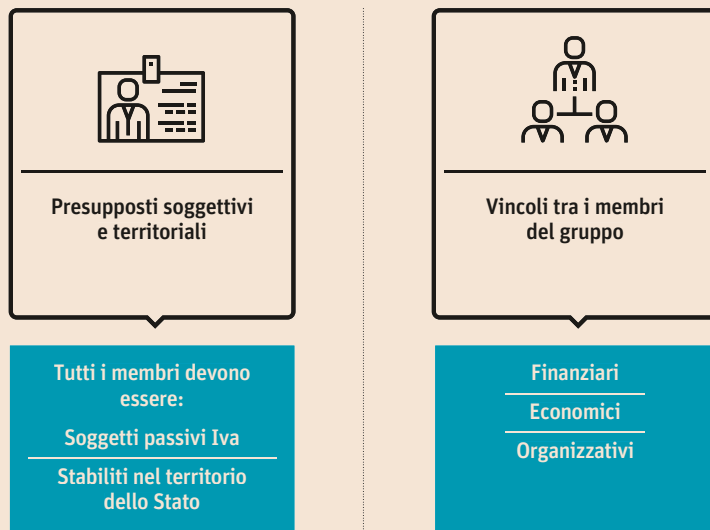 Presupposti soggettivi
e territoriali
Tutti i membri devono
essere:
Soggetti passivi Iva
Stabiliti nel territorio
dello Stato
Vincoli tra i membri
del gruppo
Finanziari
Economici
Organizzativi